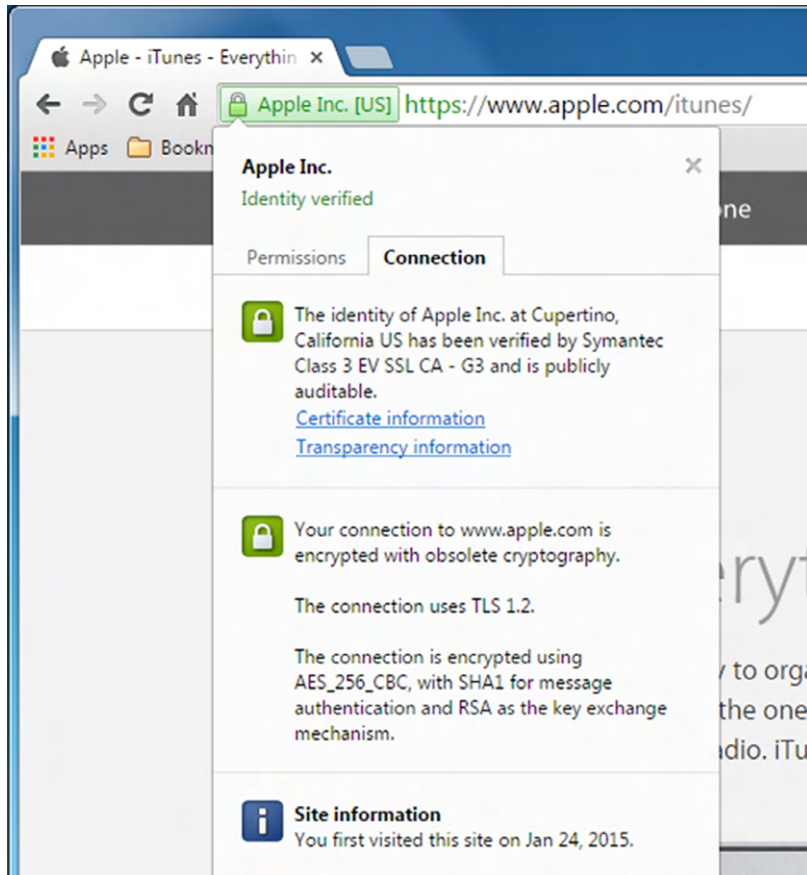 Apple - iTunes - Everythin
Apple Inc. [US] https://www.apple.com/itunes/
Apps Bookn
Apple Inc.
Identity verified
ne
Permissions Connection
The identity of Apple Inc. at Cupertino,
California US has been verified by Symantec
Class 3 EV SSL CA - G3 and is publicly
auditable.
Certificate information
Transparency information
Your connection to www.apple.com is
encrypted with obsolete cryptography.
The connection uses TLS 1.2.
The connection is encrypted using
AES_256_CBC, with SHA1 for message
authentication and RSA as the key exchange
mechanism.
eryt
y to orga
the one
adio. iTu
Site information
You first visited this site on Jan 24, 2015.